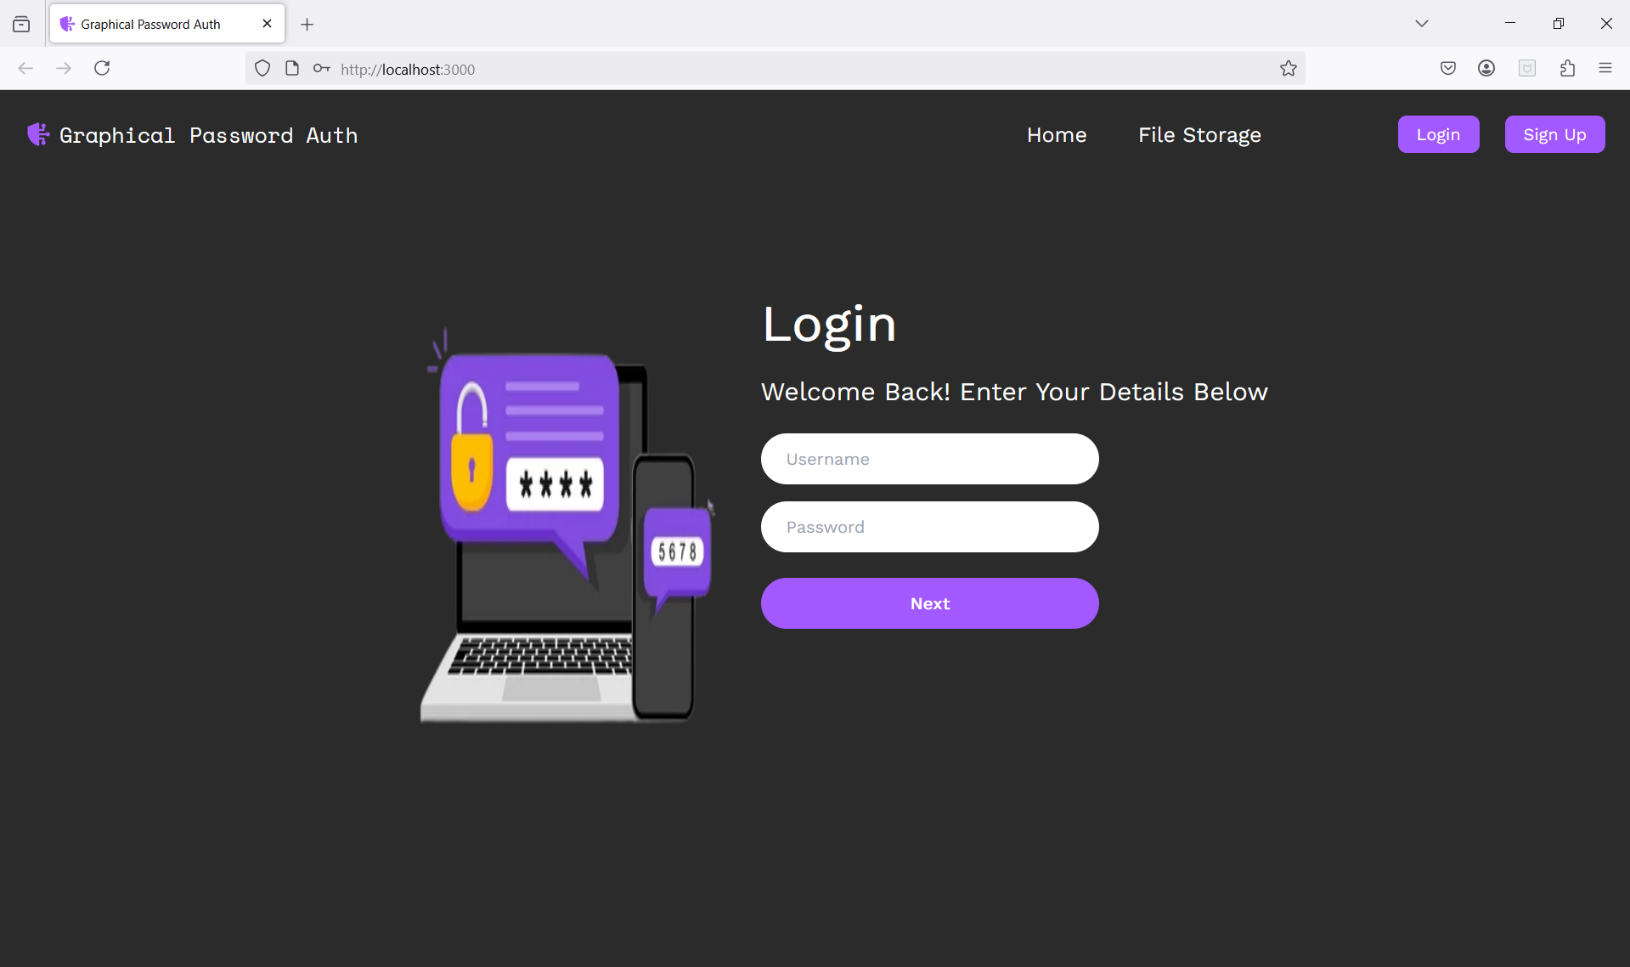 Graphical Password Auth
http://localhost:3000
Graphical Password Auth
Home
File Storage
Login
Sign Up
Login
Welcome Back! Enter Your Details Below
Username
Password
Next
****
5678